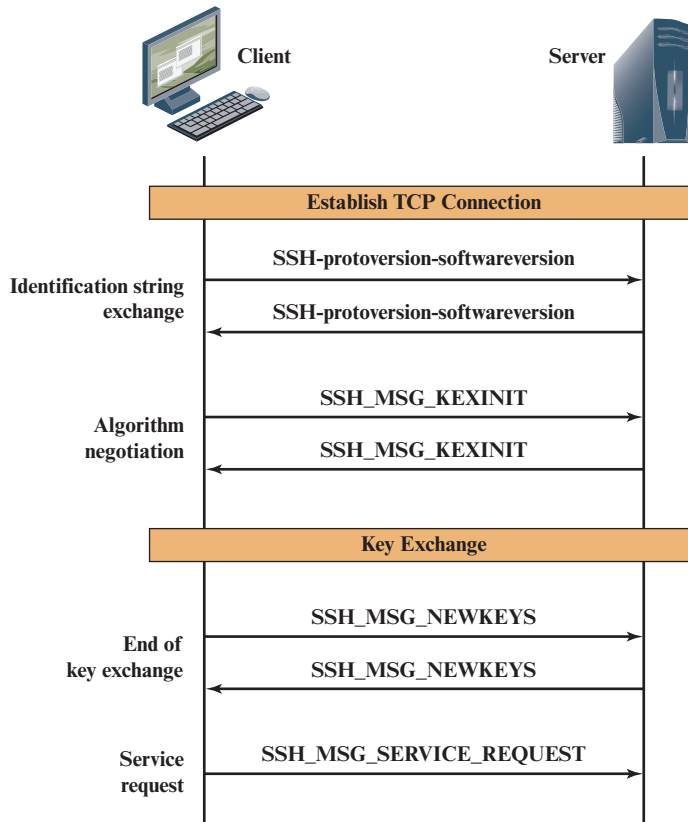 Client
Server
Establish TCP Connection
Identification string
exchange
SSH-protoversion-softwareversion
SSH-protoversion-softwareversion
Algorithm
negotiation
SSH_MSG_KEXINIT
SSH_MSG_KEXINIT
Key Exchange
End of
key exchange
SSH_MSG_NEWKEYS
SSH_MSG_NEWKEYS
Service
request
SSH_MSG_SERVICE_REQUEST